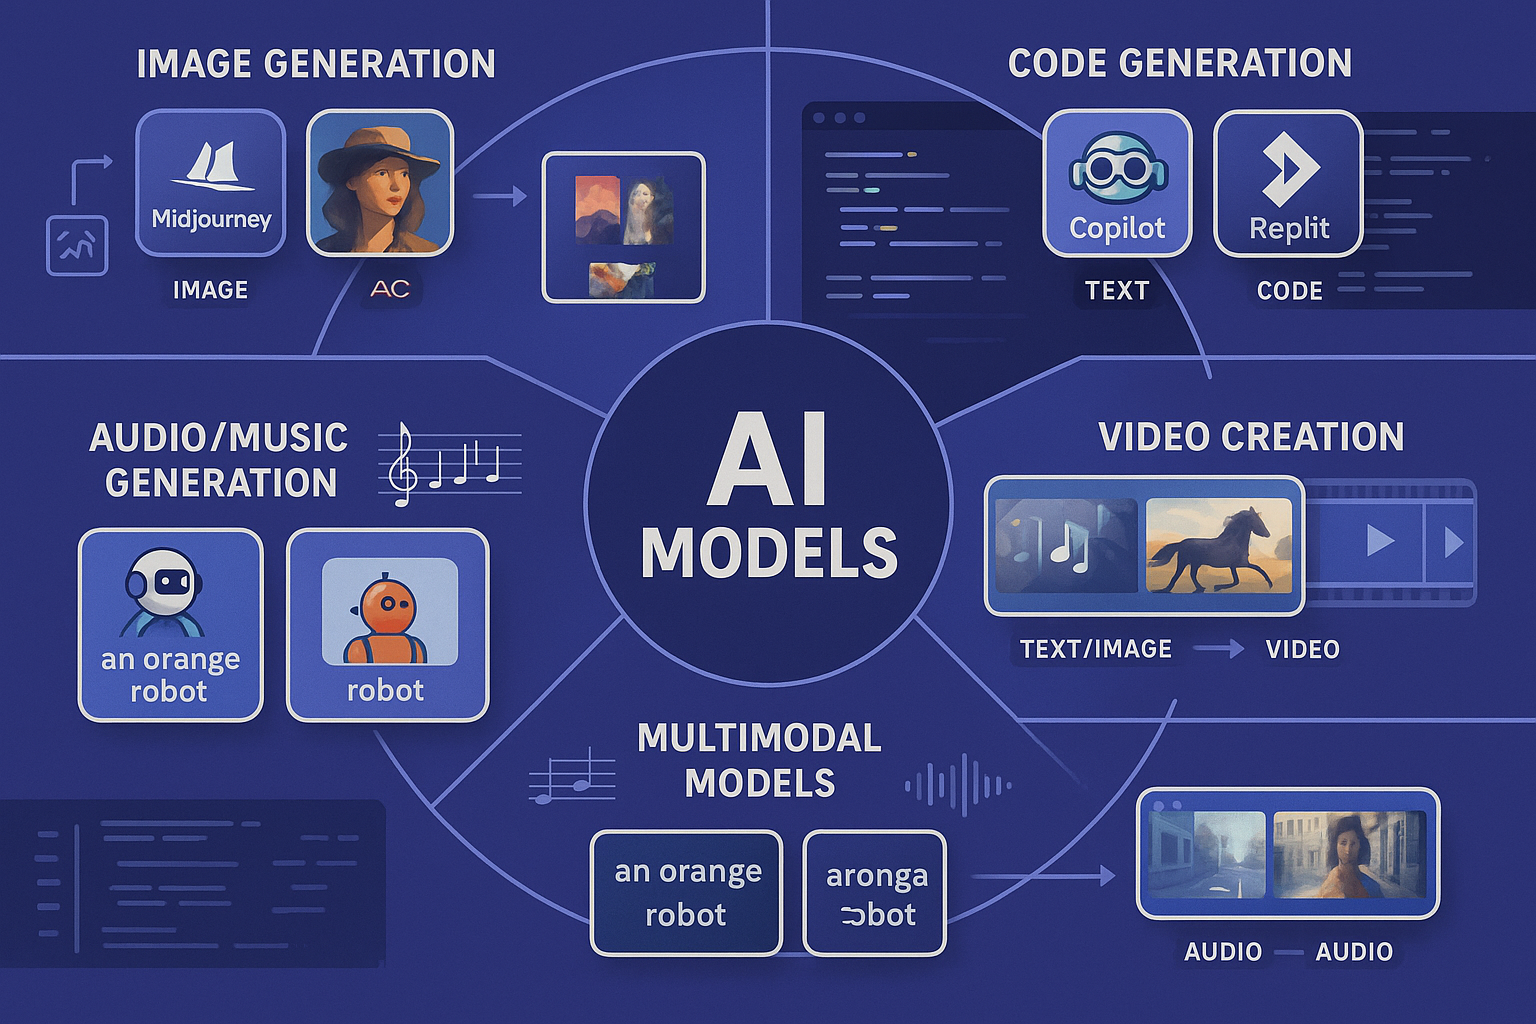 IMAGE GENERATION
Midjourney
IMAGE
AC
CODE GENERATION
Copilot
Replit
TEXT
CODE
AI
MODELS
AUDIO/MUSIC
GENERATION
an orange
robot
robot
VIDEO CREATION
TEXT/IMAGE
VIDEO
MULTIMODAL
MODELS
an orange
robot
aronga
AUDIO
AUDIO